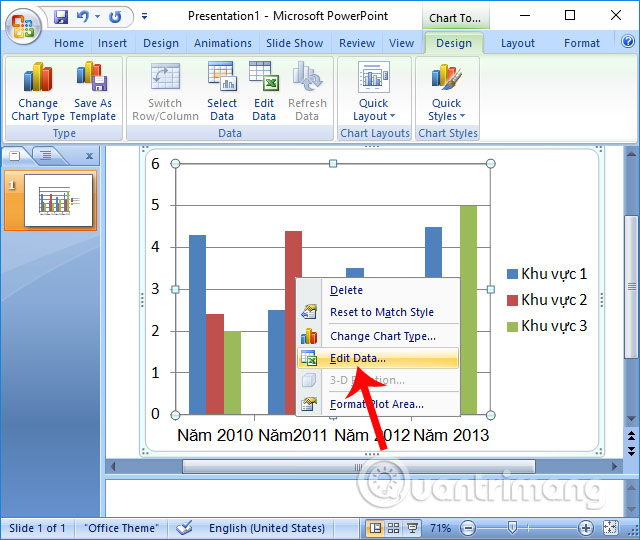 Presentation1 - Microsoft PowerPoint
Chart To...
Home Insert Design Animations Slide Show Review View Design Layout Format
Change Chart Type
Save As Template
Switch Row/Column
Select Data
Edit Data
Refresh Data
Quick Layout
Quick Styles
Type Data Chart Layouts Chart Styles
1
6
5
4
3
2
1
0
Khu vực 1
Khu vực 2
Khu vực 3
Delete
Reset to Match Style
Change Chart Type...
Edit Data...
3-D
Format Plot Area...
Năm 2010 Năm2011 Năm 2012 Năm 2013
Quantrimang
Slide 1 of 1 "Office Theme" English (United States) 71%